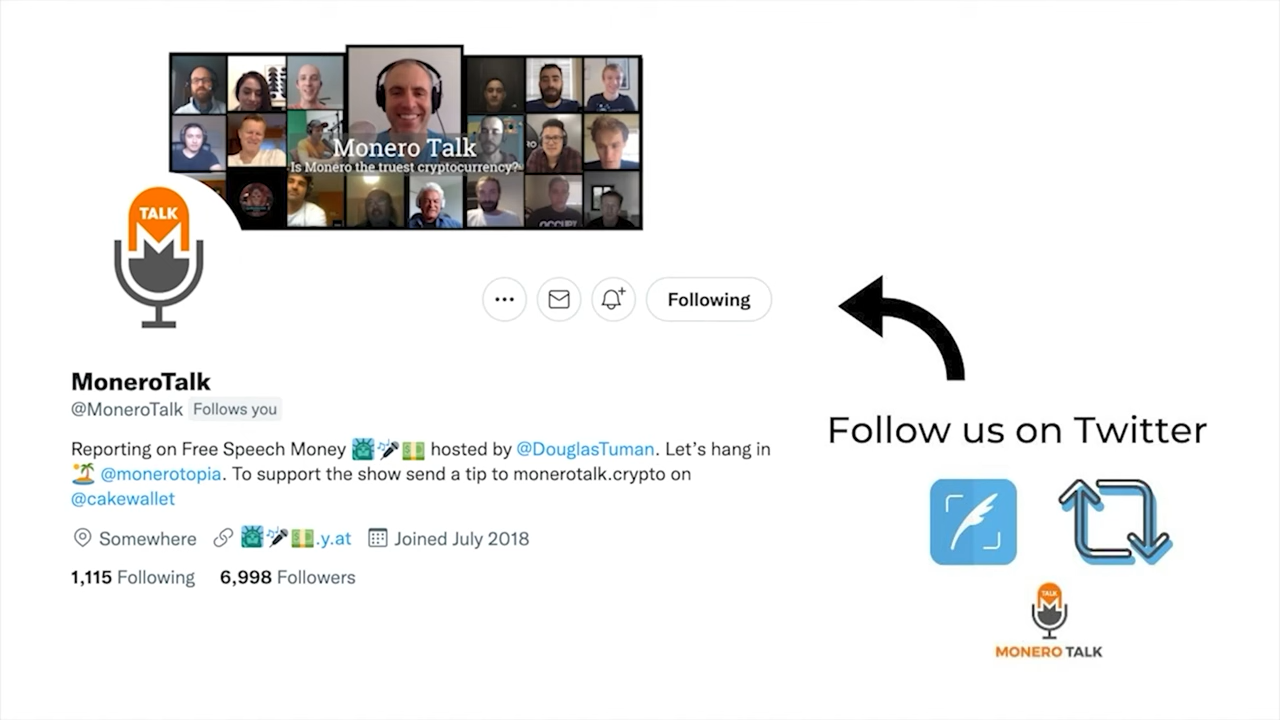 Monero Talk
Is Monero the truest cryptocurrency?
OCCUPY
TALK
Following
MoneroTalk
@MoneroTalk Follows you
Reporting on Free Speech Money 🗽🎤💵 hosted by @DouglasTuman. Let's hang in
🏝️ @monerotopia. To support the show send a tip to monerotalk.crypto on
@cakewallet
Somewhere 🗽🎤💵.y.at Joined July 2018
1,115 Following 6,998 Followers
Follow us on Twitter
TALK
MONERO TALK